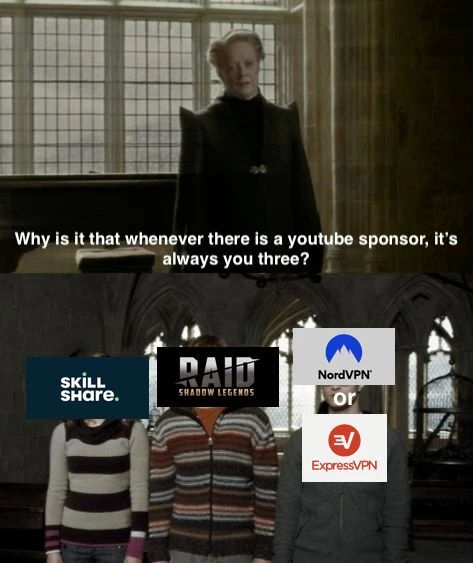 Why is it that whenever there is a youtube sponsor, it's
always you three?
SKiLL
SHare.
RAID
SHADOW LEGENDS
NordVPN
or
ExpressVPN